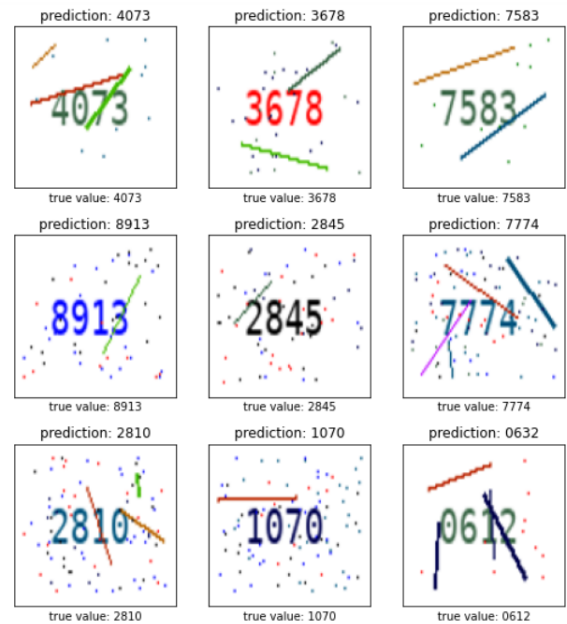 prediction: 4073 prediction: 3678 prediction: 7583
4073 3678 7583
true value: 4073 true value: 3678 true value: 7583
prediction: 8913 prediction: 2845 prediction: 7774
8913 2845 7774
true value: 8913 true value: 2845 true value: 7774
prediction: 2810 prediction: 1070 prediction: 0632
2810 1070 0612
true value: 2810 true value: 1070 true value: 0612